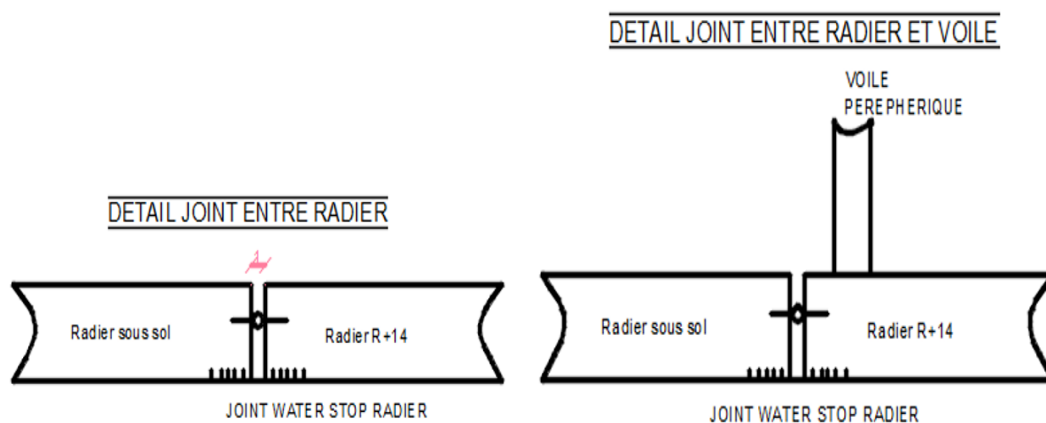 DETAIL JOINT ENTRE RADIER
Radier sous sol
Radier R+14
JOINT WATER STOP RADIER
DETAIL JOINT ENTRE RADIER ET VOILE
VOILE
PEREPHERIQUE
Radier sous sol
Radier R+14
JOINT WATER STOP RADIER